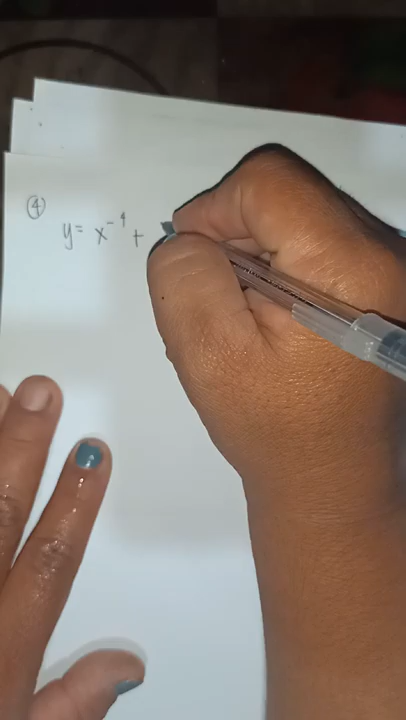 ④
y = x⁻⁴ +